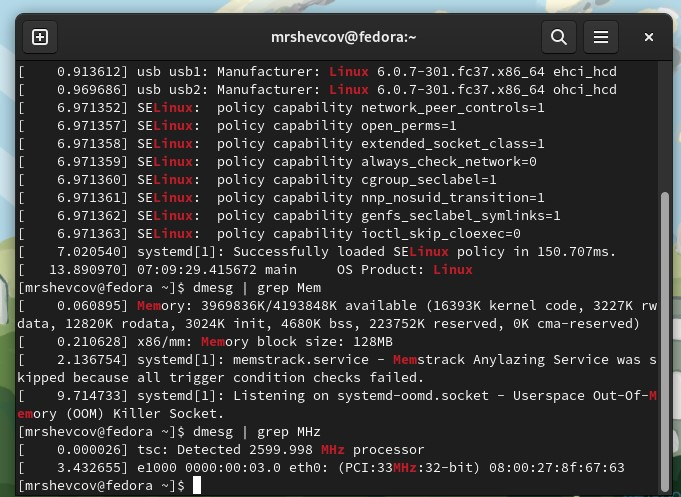 mrshevcov@fedora:~
[    0.913612] usb usb1: Manufacturer: Linux 6.0.7-301.fc37.x86_64 ehci_hcd
[    0.969686] usb usb2: Manufacturer: Linux 6.0.7-301.fc37.x86_64 ohci_hcd
[    6.971352] SELinux:  policy capability network_peer_controls=1
[    6.971357] SELinux:  policy capability open_perms=1
[    6.971358] SELinux:  policy capability extended_socket_class=1
[    6.971359] SELinux:  policy capability always_check_network=0
[    6.971360] SELinux:  policy capability cgroup_seclabel=1
[    6.971361] SELinux:  policy capability nnp_nosuid_transition=1
[    6.971362] SELinux:  policy capability genfs_seclabel_symlinks=1
[    6.971363] SELinux:  policy capability ioctl_skip_cloexec=0
[    7.020540] systemd[1]: Successfully loaded SELinux policy in 150.707ms.
[   13.890970] 07:09:29.415672 main     OS Product: Linux
[mrshevcov@fedora ~]$ dmesg | grep Mem
[    0.060895] Memory: 3969836K/4193848K available (16393K kernel code, 3227K rw
data, 12820K rodata, 3024K init, 4680K bss, 223752K reserved, 0K cma-reserved)
[    0.210628] x86/mm: Memory block size: 128MB
[    2.136754] systemd[1]: memstrack.service - Memstrack Anylazing Service was s
kipped because all trigger condition checks failed.
[    9.714733] systemd[1]: Listening on systemd-oomd.socket - Userspace Out-Of-M
emory (OOM) Killer Socket.
[mrshevcov@fedora ~]$ dmesg | grep MHz
[    0.000026] tsc: Detected 2599.998 MHz processor
[    3.432655] e1000 0000:00:03.0 eth0: (PCI:33MHz:32-bit) 08:00:27:8f:67:63
[mrshevcov@fedora ~]$